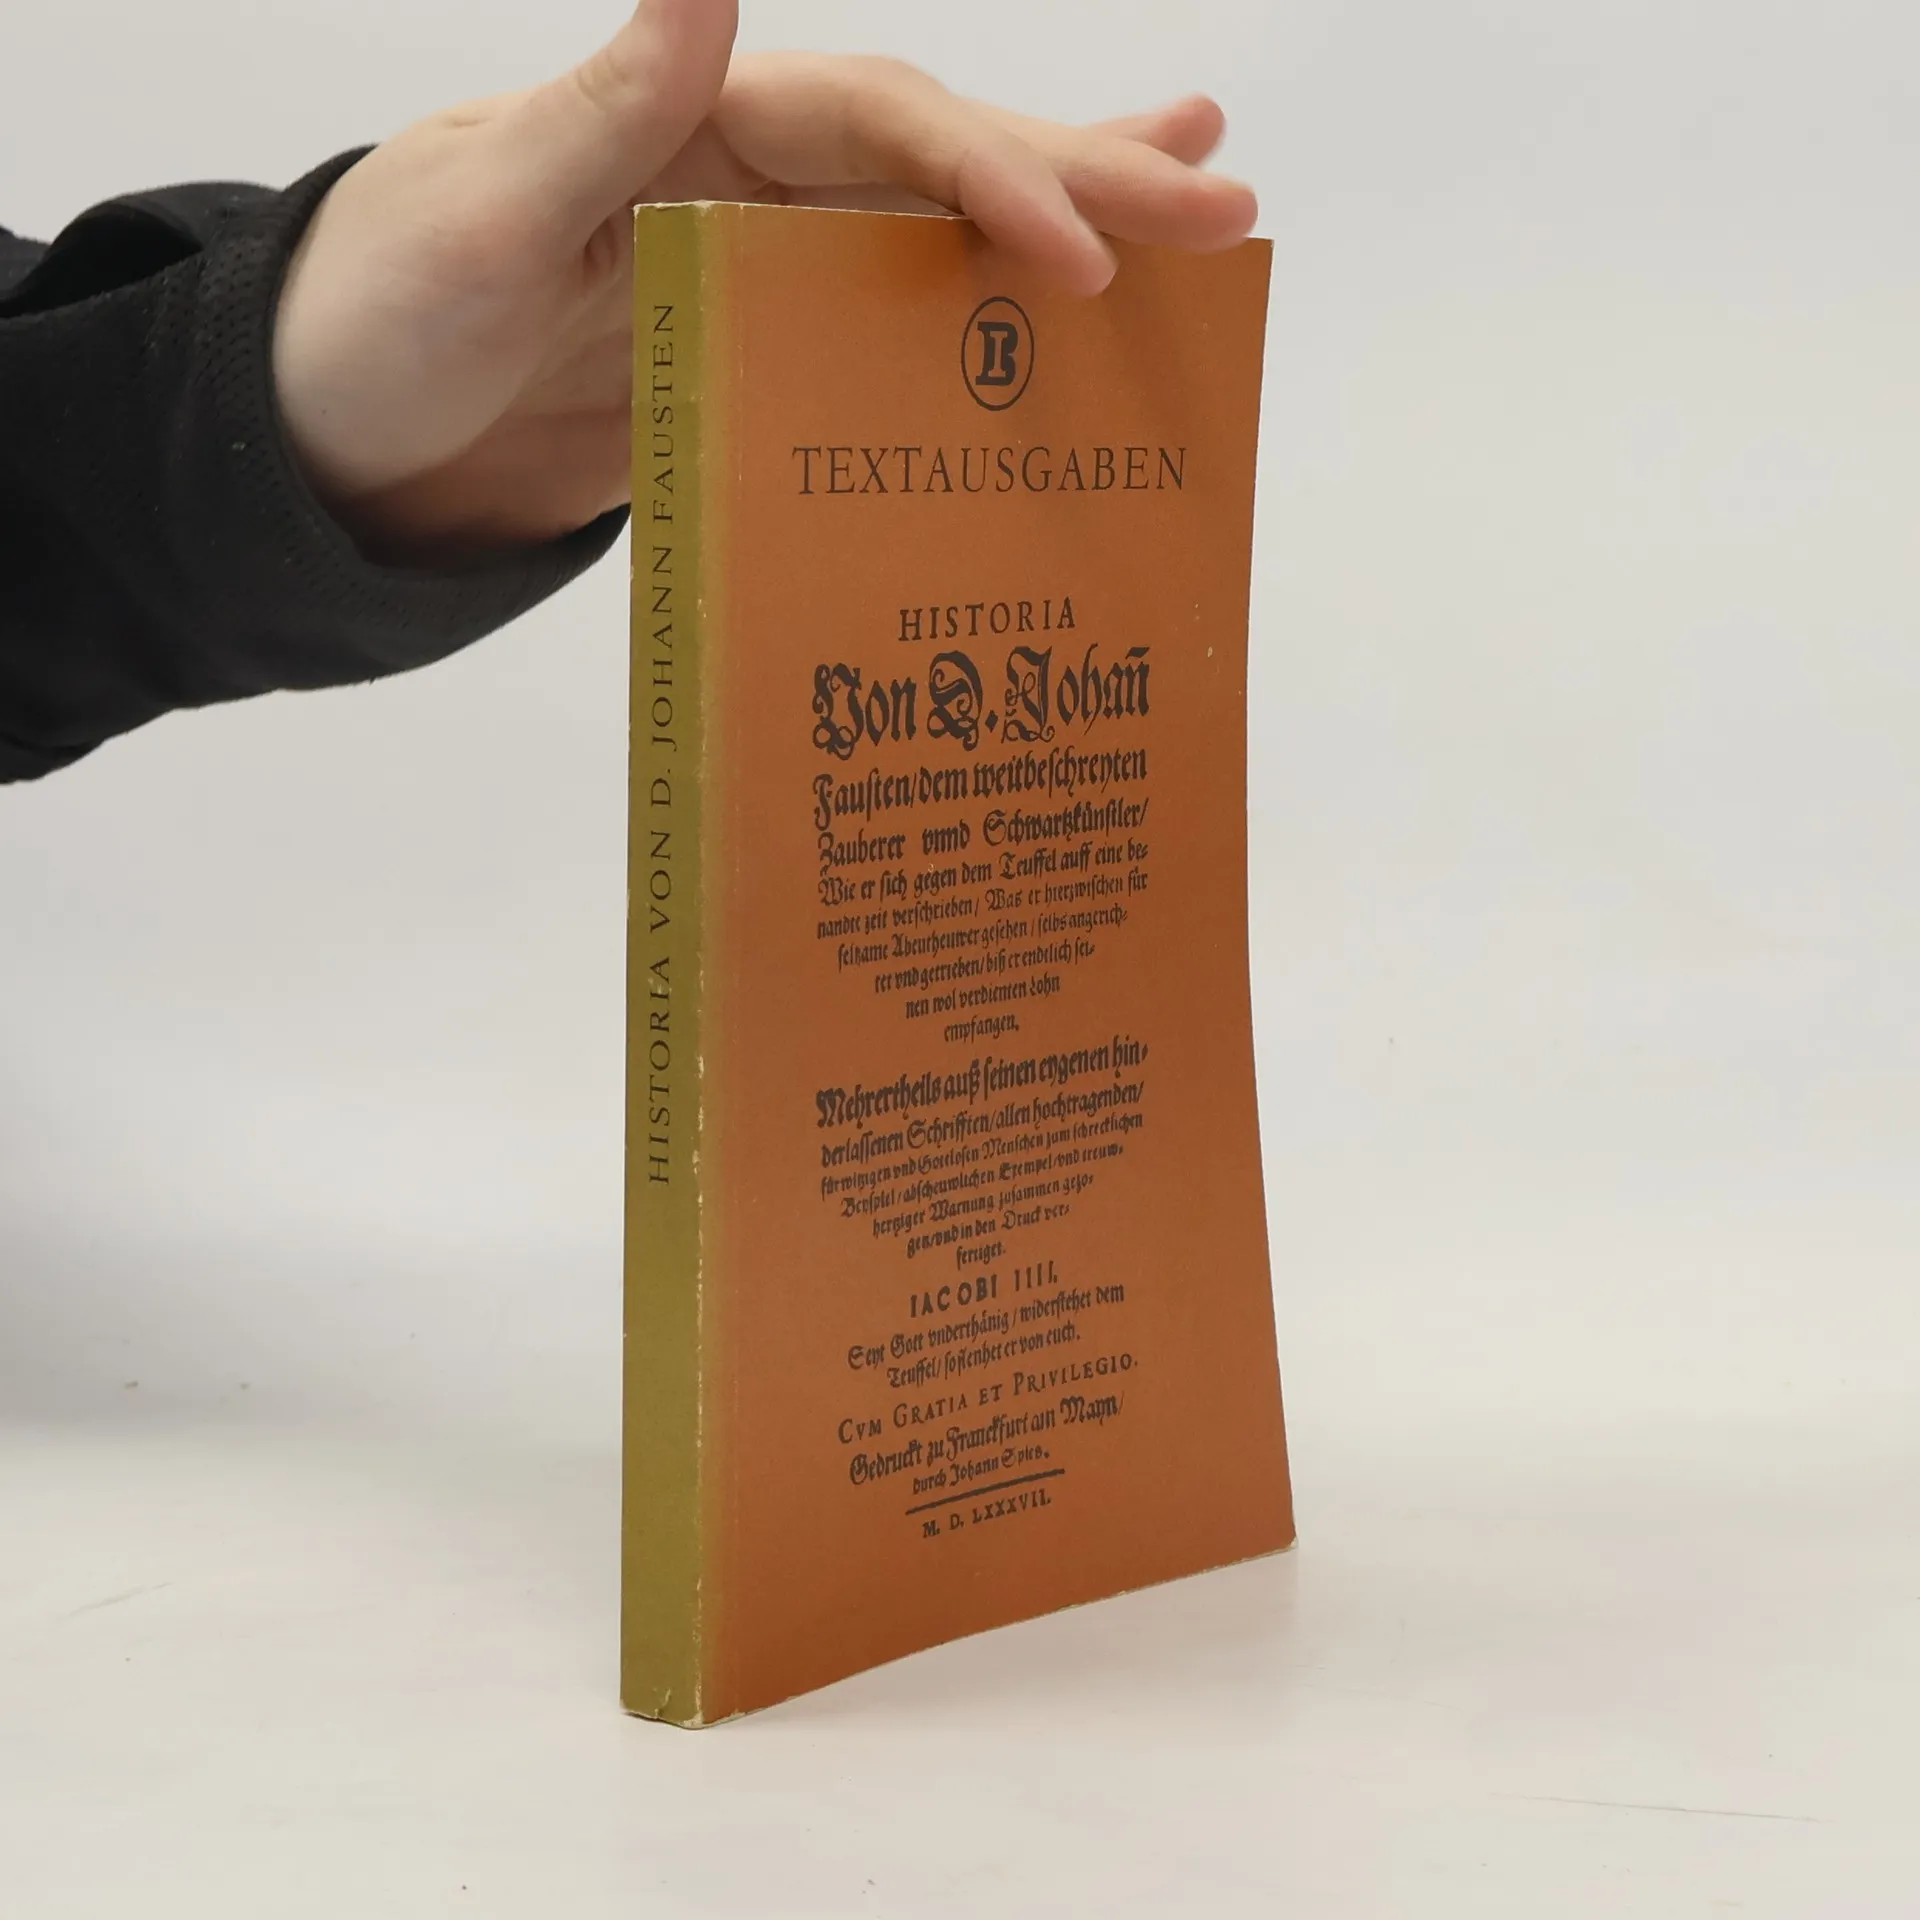 HISTORIA VON D. JOHANN FAUSTEN
IB
TEXTAUSGABEN
HISTORIA
Von D. Johañ
Fausten/dem weitbeschreyten
Zauberer vnnd Schwartzkünstler/
Wie er sich gegen dem Teuffel auff eine be⸗
nandte zeit verschrieben/ Was er hierzwischen für
seltzame Abentheuwer gesehen/selbs angerich⸗
tet vnd getrieben/biß er endtlich sei⸗
nen wol verdienten Lohn
empfangen.
Mehrertheils auß seinen eygenen hin⸗
derlassenen Schrifften/allen hochtragenden/
fürwitzigen vnd Gottlosen Menschen zum schrecklichen
Beyspiel/abscheuwlichen Exempel/vnd treuw⸗
hertziger Warnung zusammen gezo⸗
gen/vnd in den Druck ver⸗
fertiget.
IACOBI IIII.
Seyt Gott vnderthänig/widerstehet dem
Teuffel/so fleuhet er von euch.
CVM GRATIA ET PRIVILEGIO.
Gedruckt zu Franckfurt am Mayn/
durch Johann Spies.
M. D. LXXXVII.